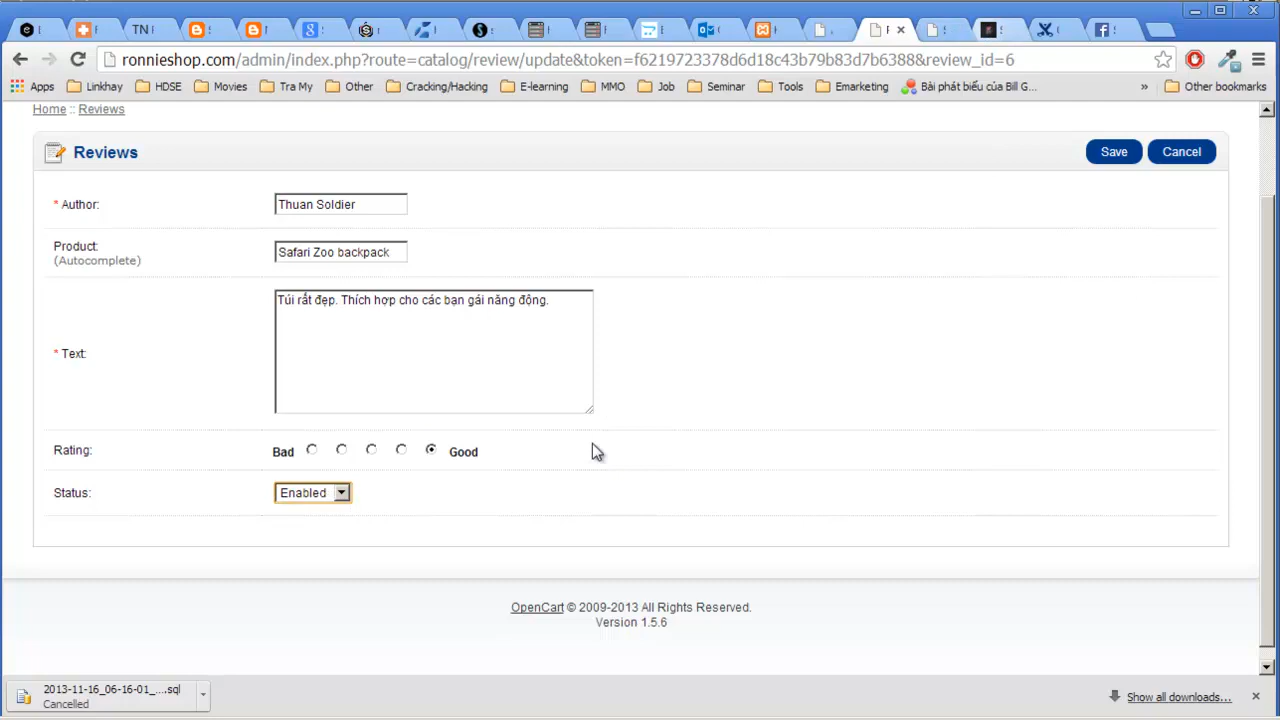 TN
ronnieshop.com/admin/index.php?route=catalog/review/update&token=f6219723378d6d18c43b79b83d7b6388&review_id=6
Apps Linkhay HDSE Movies Tra My Other Cracking/Hacking E-learning MMO Job Seminar Tools Emarketing Bài phát biểu của Bill G... » Other bookmarks
Home :: Reviews
Reviews Save Cancel
* Author: Thuan Soldier
Product: Safari Zoo backpack
(Autocomplete)
Túi rất đẹp. Thích hợp cho các bạn gái năng động.
* Text:
Rating: Bad Good
Status: Enabled
OpenCart © 2009-2013 All Rights Reserved.
Version 1.5.6
2013-11-16_06-16-01_....sql
Cancelled
Show all downloads...